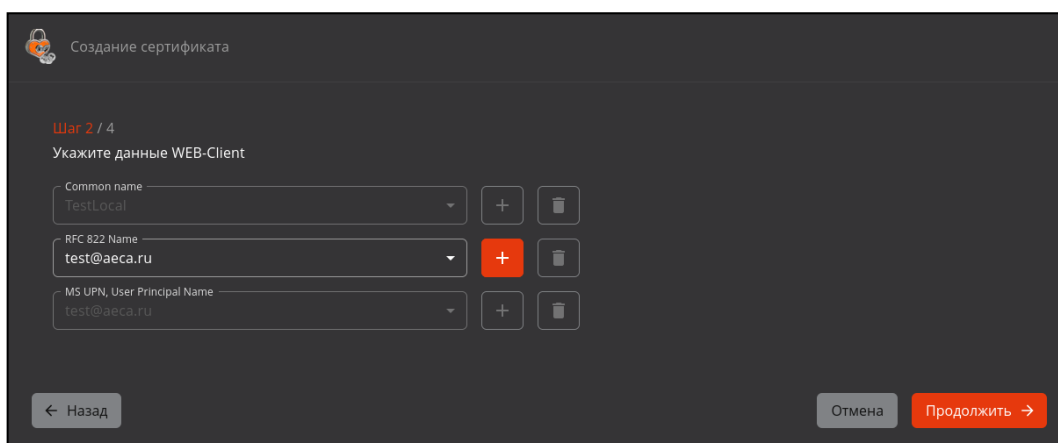 Создание сертификата
Шаг 2 / 4
Укажите данные WEB-Client
Common name
TestLocal
RFC 822 Name
test@aeca.ru
MS UPN, User Principal Name
test@aeca.ru
Назад
Отмена
Продолжить